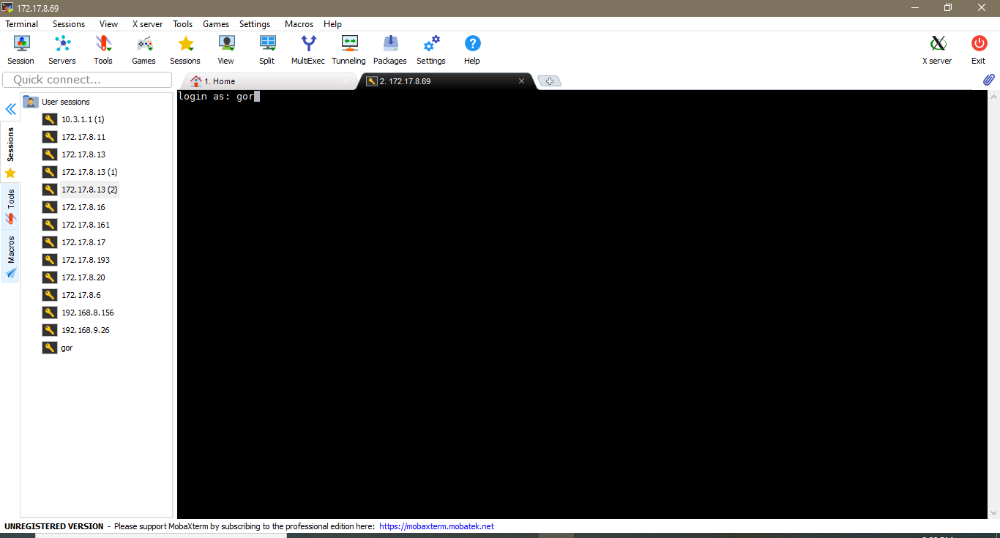 172.17.8.69
Terminal Sessions View X server Tools Games Settings Macros Help
Session Servers Tools Games Sessions View Split MultiExec Tunneling Packages Settings Help X server Exit
Quick connect...
1. Home
2. 172.17.8.69
login as: gor
Sessions
Tools
Macros
User sessions
10.3.1.1 (1)
172.17.8.11
172.17.8.13
172.17.8.13 (1)
172.17.8.13 (2)
172.17.8.16
172.17.8.161
172.17.8.17
172.17.8.193
172.17.8.20
172.17.8.6
192.168.8.156
192.168.9.26
gor
UNREGISTERED VERSION - Please support MobaXterm by subscribing to the professional edition here: https://mobaxterm.mobatek.net